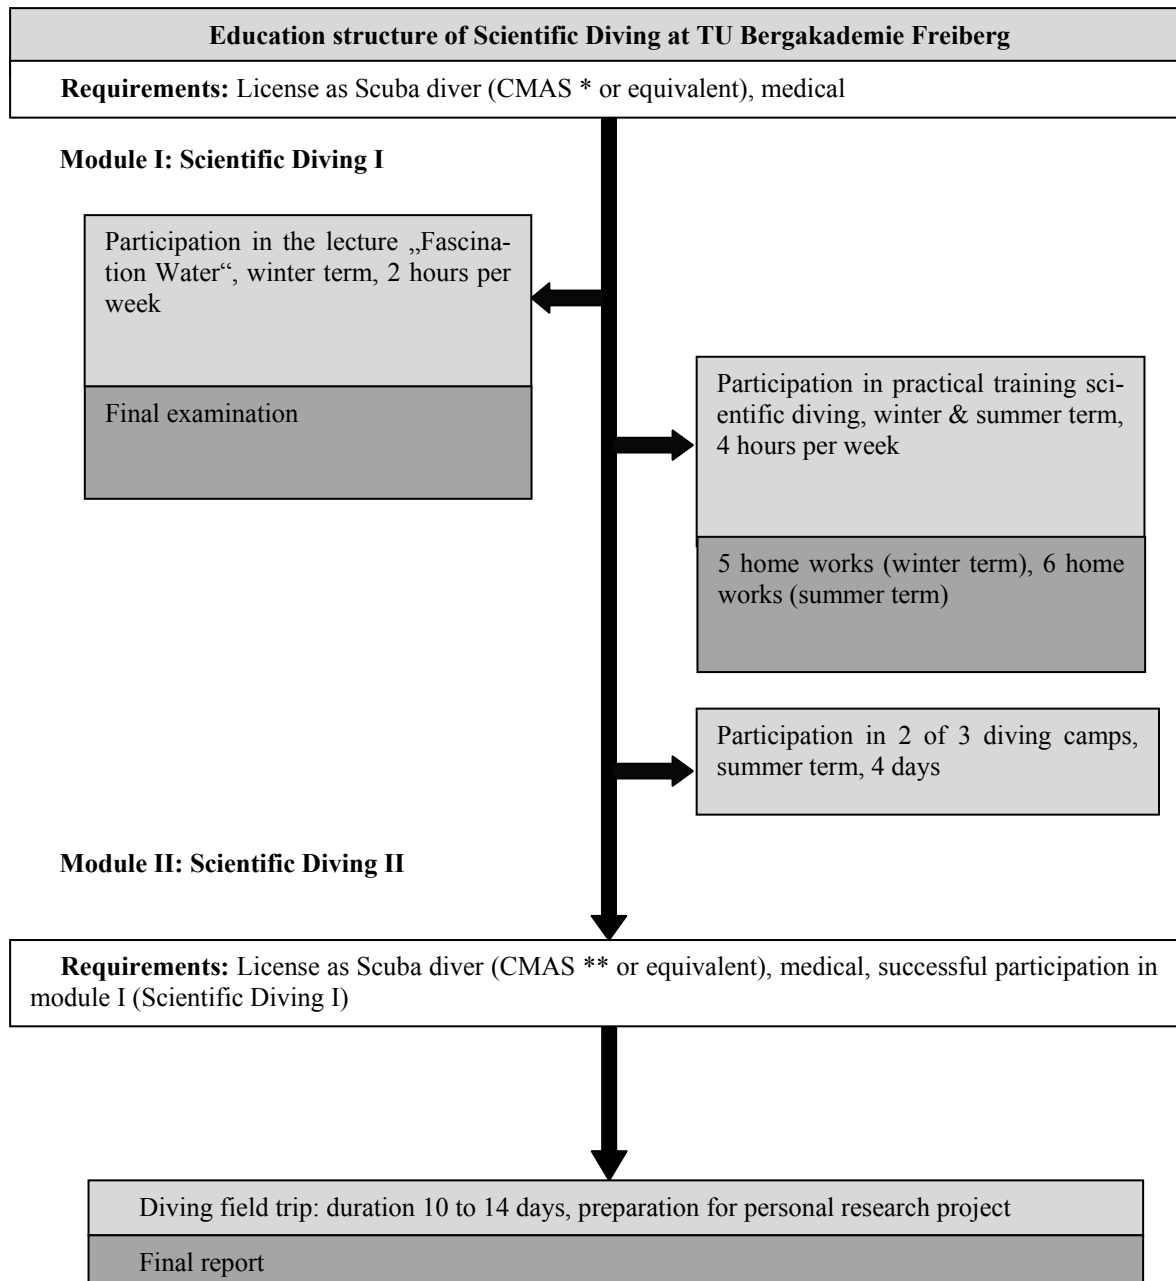 Education structure of Scientific Diving at TU Bergakademie Freiberg
Requirements: License as Scuba diver (CMAS * or equivalent), medical
Module I: Scientific Diving I
Participation in the lecture „Fascina-
tion Water“, winter term, 2 hours per
week
Final examination
Participation in practical training sci-
entific diving, winter & summer term,
4 hours per week
5 home works (winter term), 6 home
works (summer term)
Participation in 2 of 3 diving camps,
summer term, 4 days
Module II: Scientific Diving II
Requirements: License as Scuba diver (CMAS ** or equivalent), medical, successful participation in
module I (Scientific Diving I)
Diving field trip: duration 10 to 14 days, preparation for personal research project
Final report